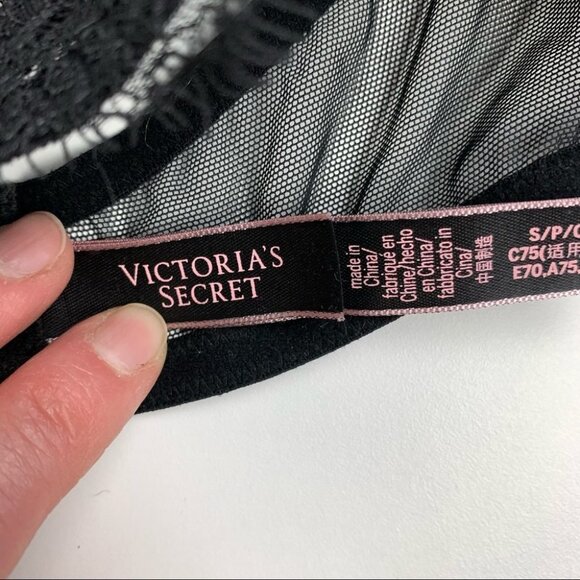 VICTORIA'S
SECRET
made in
China/
fabriqué en
Chine/hecho
en China/
fabbricato in
Cina/
中国制造
S/P/
C75(适用
E70,A75